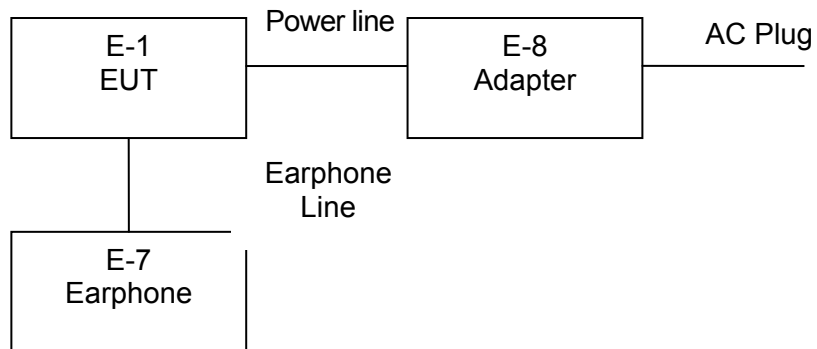 E-1
EUT
Power line
E-8
Adapter
AC Plug
Earphone
Line
E-7
Earphone